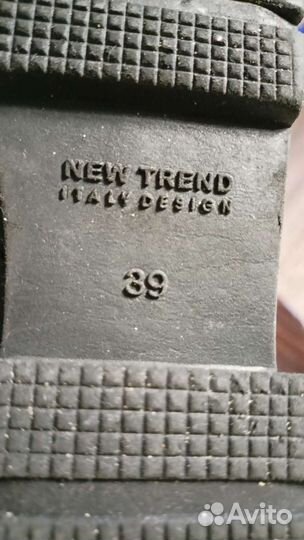 NEW TREND
ITALY DESIGN
39
Avito